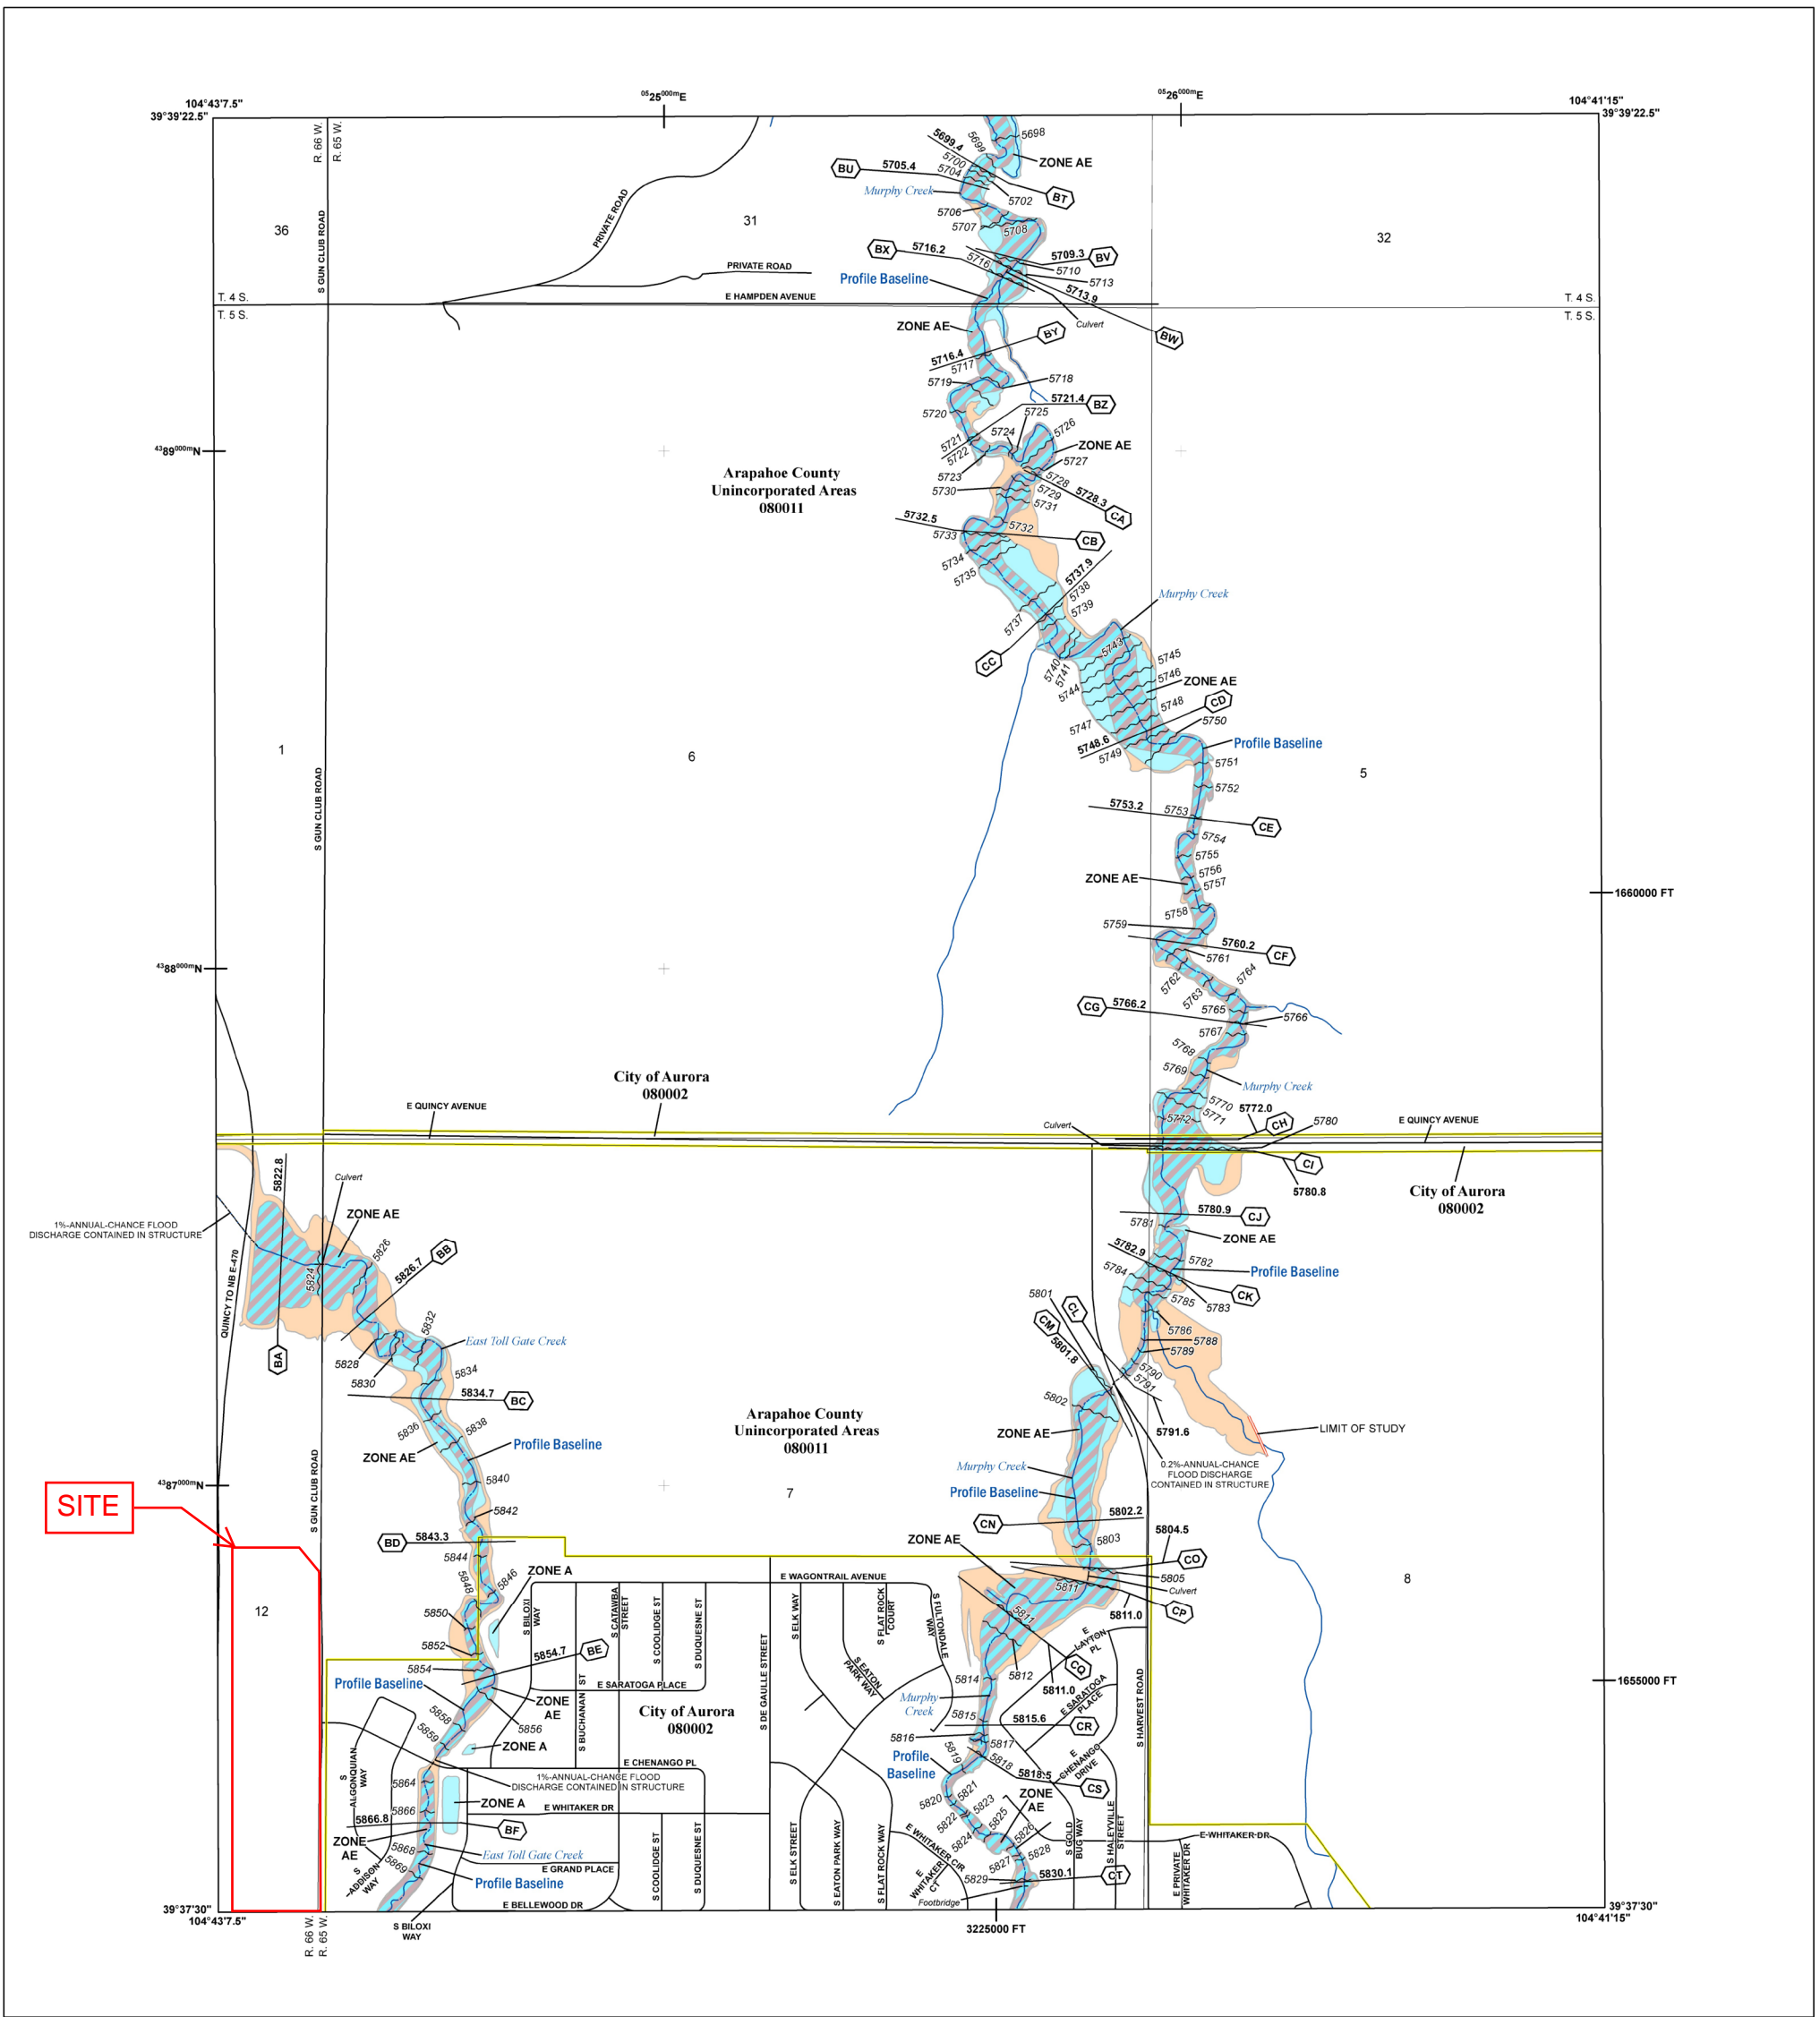 104°43'7.5"
39°39'22.5"
0525000mE
0526000mE
104°41'15"
39°39'22.5"
R. 66 W.
R. 65 W.
S GUN CLUB ROAD
36
31
32
PRIVATE ROAD
PRIVATE ROAD
E HAMPDEN AVENUE
T. 4 S.
T. 5 S.
T. 4 S.
T. 5 S.
5698
5699
5699.4
5700
5704
ZONE AE
BU
5705.4
BT
Murphy Creek
5702
5706
5707
5708
BX
5716.2
5716
5709.3
BV
5710
5713
5713.9
Profile Baseline
Culvert
BW
ZONE AE
BY
5716.4
5717
5718
5719
5720
5721.4
BZ
5725
5724
5726
5721
5722
5723
ZONE AE
5727
5728
5728.3
5730
5729
5731
CA
4389000mN
Arapahoe County
Unincorporated Areas
080011
5732.5
5732
5733
CB
5734
5735
5737.9
5738
5739
5737
Murphy Creek
CC
5740
5741
5743
5744
5745
5746
ZONE AE
5748
CD
5747
5750
5748.6
5749
Profile Baseline
5751
5752
1
6
5
S GUN CLUB ROAD
5753.2
5753
CE
5754
5755
5756
ZONE AE
5757
1660000 FT
5758
5759
5760.2
CF
5761
5762
5763
5764
4388000mN
CG
5766.2
5765
5766
5767
5768
5769
Murphy Creek
City of Aurora
080002
E QUINCY AVENUE
5770
5771
5772
5772.0
CH
5780
Culvert
E QUINCY AVENUE
CI
5780.8
City of Aurora
080002
5822.8
Culvert
1%-ANNUAL-CHANCE FLOOD
DISCHARGE CONTAINED IN STRUCTURE
ZONE AE
5824
5826
5826.7
BB
QUINCY TO NB E-470
BA
5828
5830
5832
East Toll Gate Creek
5834
5834.7
BC
5836
5838
ZONE AE
Profile Baseline
5840
5842
S GUN CLUB ROAD
4387000mN
SITE
12
5780.9
CJ
5781
ZONE AE
5782.9
5782
Profile Baseline
5784
CK
5785
5783
5801
CL
CM
5801.8
5786
5788
5789
5790
5791
5802
5791.6
LIMIT OF STUDY
ZONE AE
0.2%-ANNUAL-CHANCE
FLOOD DISCHARGE
CONTAINED IN STRUCTURE
Arapahoe County
Unincorporated Areas
080011
Murphy Creek
Profile Baseline
7
CN
5802.2
5803
5804.5
CO
5805
Culvert
ZONE AE
5811
CP
5811.0
8
BD
5843.3
5844
5848
5846
ZONE A
5850
5852
5854
5854.7
BE
Profile Baseline
ZONE
AE
5856
5858
5859
ZONE A
E WAGONTRAIL AVENUE
S BILOXI
WAY
S CATAWBA
STREET
S COOLIDGE ST
S DUQUESNE ST
S DE GAULLE STREET
S ELK WAY
S FLAT ROCK
COURT
S FULTONDALE
WAY
S EATON
PARK WAY
E SARATOGA PLACE
S BUCHANAN ST
City of Aurora
080002
E CHENANGO PL
1%-ANNUAL-CHANCE FLOOD
DISCHARGE CONTAINED IN STRUCTURE
5811
5812
CQ
5811.0
E
LAYTON
PL
E SARATOGA
PLACE
S HARVEST ROAD
5814
Murphy
Creek
5815
5815.6
CR
5816
5817
5818
5819
5818.5
CS
E
CHENANGO
DRIVE
Profile
Baseline
5820
5821
5822
5823
5824
5825
ZONE
AE
5826
5827
5828
5829
5830.1
CT
Footbridge
1655000 FT
S
ALGONQUIAN
WAY
5864
5866
5866.8
ZONE A
E WHITAKER DR
BF
ZONE
AE
5868
5869
East Toll Gate Creek
S
ADDISON
WAY
Profile Baseline
E GRAND PLACE
E BELLEWOOD DR
S BILOXI
WAY
S COOLIDGE ST
S DUQUESNE ST
S ELK STREET
S EATON PARK WAY
S FLAT ROCK WAY
E WHITAKER CIR
E
WHITAKER
CT
S GOLD
BUG WAY
S HALEYVILLE
STREET
E PRIVATE
WHITAKER DR
E WHITAKER DR
39°37'30"
104°43'7.5"
R. 66 W.
R. 65 W.
3225000 FT
39°37'30"
104°41'15"